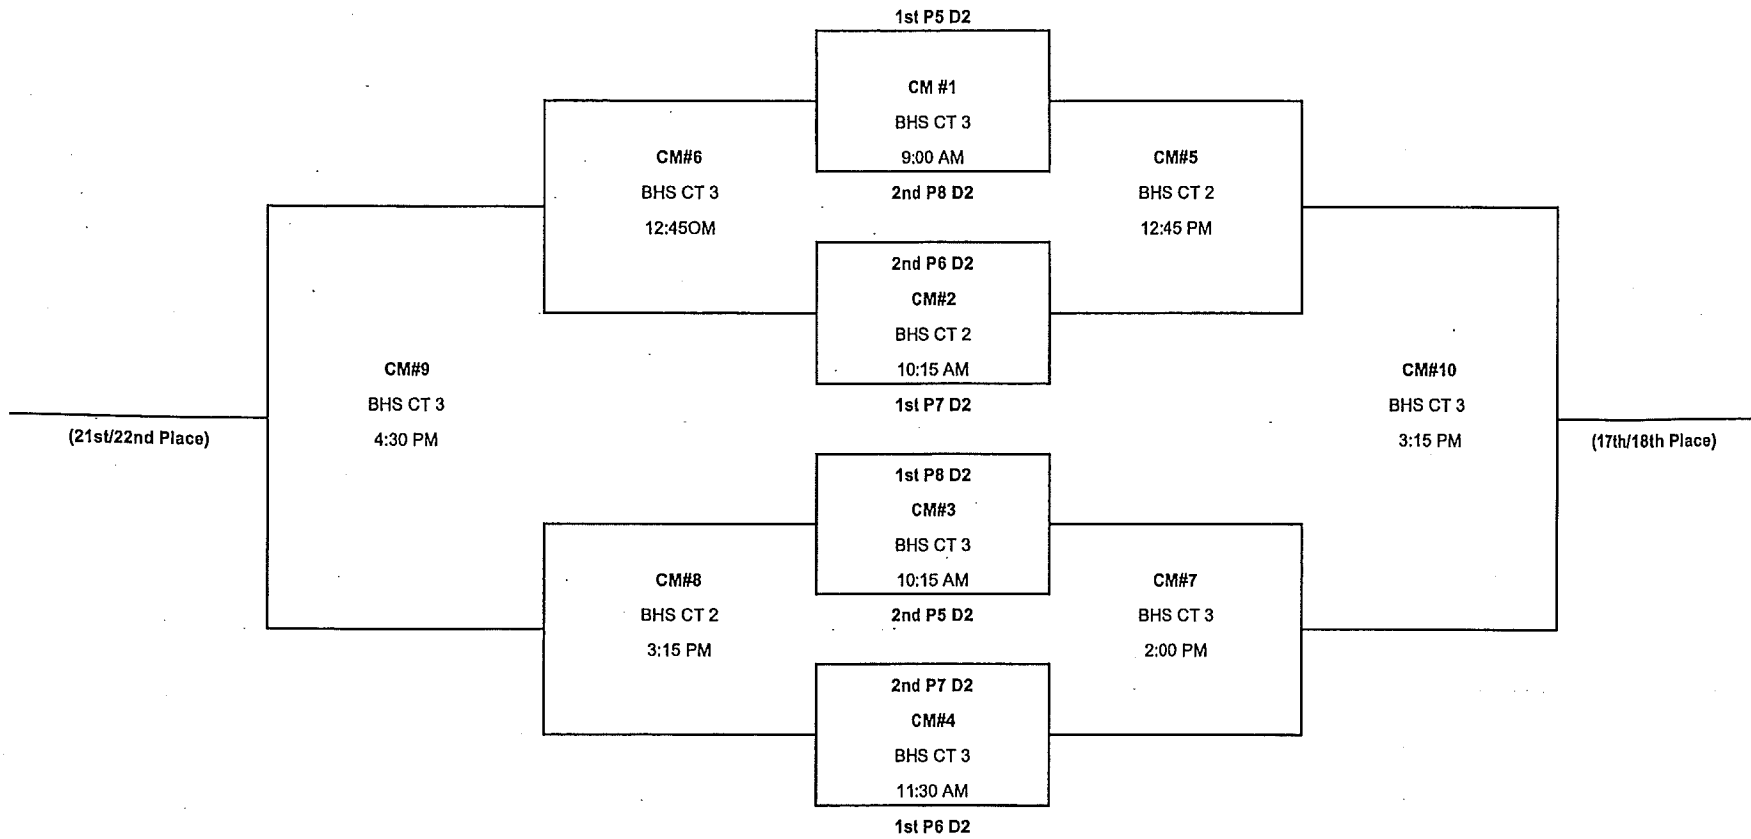 1st P5 D2
CM #1
BHS CT 3
9:00 AM
2nd P8 D2
CM#6
BHS CT 3
12:45OM
CM#5
BHS CT 2
12:45 PM
2nd P6 D2
CM#2
BHS CT 2
10:15 AM
1st P7 D2
CM#9
BHS CT 3
4:30 PM
(21st/22nd Place)
CM#10
BHS CT 3
3:15 PM
(17th/18th Place)
1st P8 D2
CM#3
BHS CT 3
10:15 AM
2nd P5 D2
CM#8
BHS CT 2
3:15 PM
CM#7
BHS CT 3
2:00 PM
2nd P7 D2
CM#4
BHS CT 3
11:30 AM
1st P6 D2